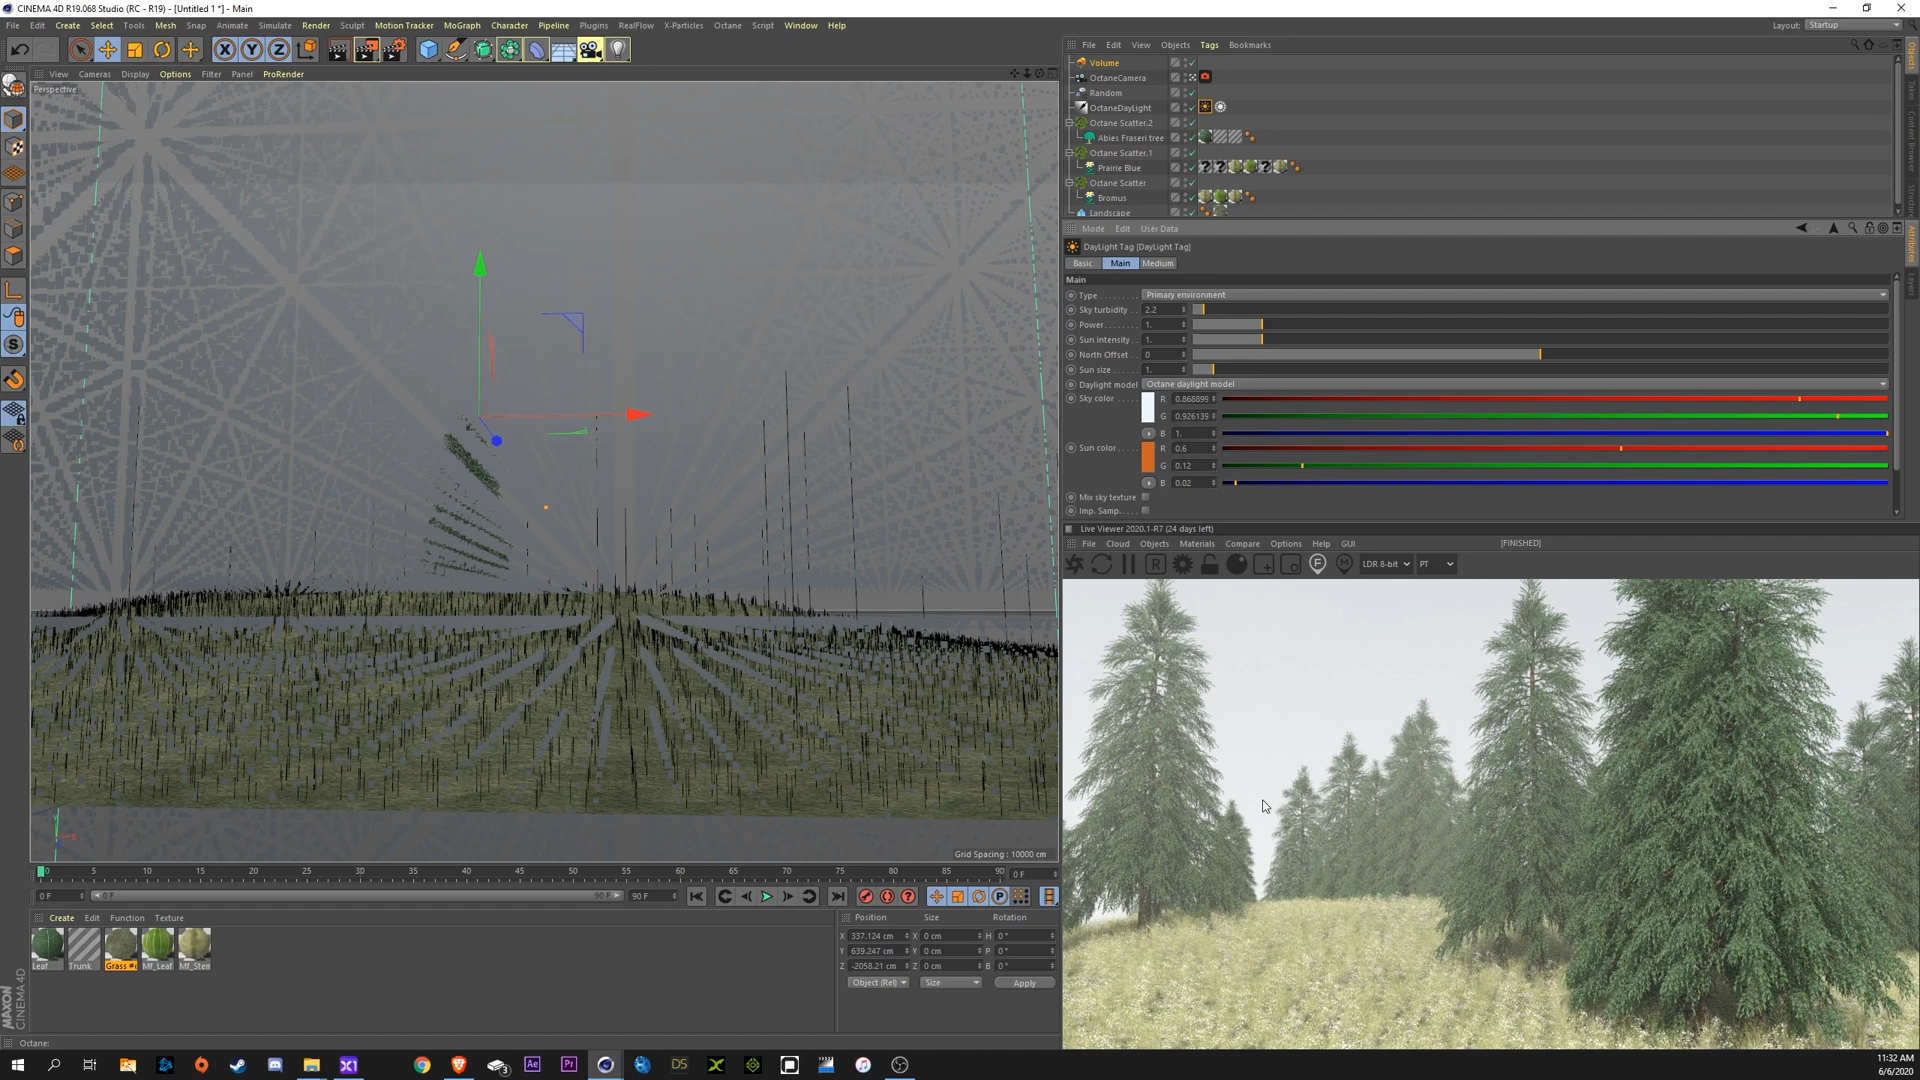 CINEMA 4D R19.068 Studio (RC - R19) - [Untitled 1 *] - Main
File Edit Create Select Tools Mesh Snap Animate Simulate Render Sculpt Motion Tracker MoGraph Character Pipeline Plugins RealFlow X-Particles Octane Script Window Help
Layout: Startup
File Edit View Objects Tags Bookmarks
View Cameras Display Options Filter Panel ProRender
Perspective
Volume
OctaneCamera
Random
OctaneDayLight
Octane Scatter.2
Abies Fraseri tree
Octane Scatter.1
Prairie Blue
Octane Scatter
Bromus
Landscape
Objects
Takes
Content Browser
Structure
Mode Edit User Data
DayLight Tag [DayLight Tag]
Basic Main Medium
Attributes
Layers
Main
Type Primary environment
Sky turbidity 2.2
Power 1.
Sun intensity 1.
North Offset 0
Sun size 1.
Daylight model Octane daylight model
Sky color R 0.868899
G 0.926139
B 1.
Sun color R 0.6
G 0.12
B 0.02
Mix sky texture
Imp. Samp.
Live Viewer 2020.1-R7 (24 days left)
File Cloud Objects Materials Compare Options Help GUI [FINISHED]
LDR 8-bit PT
Grid Spacing : 10000 cm
0 5 10 15 20 25 30 35 40 45 50 55 60 65 70 75 80 85 90 0 F
0 F 0 F 90 F 90 F
Create Edit Function Texture
Leaf Trunk Grass Mf_Leaf Mf_Stem
Position Size Rotation
X 337.124 cm X 0 cm H 0 °
Y 639.247 cm Y 0 cm P 0 °
Z -2058.21 cm Z 0 cm B 0 °
Object (Rel) Size Apply
MAXON CINEMA 4D
Octane:
11:32 AM
6/6/2020